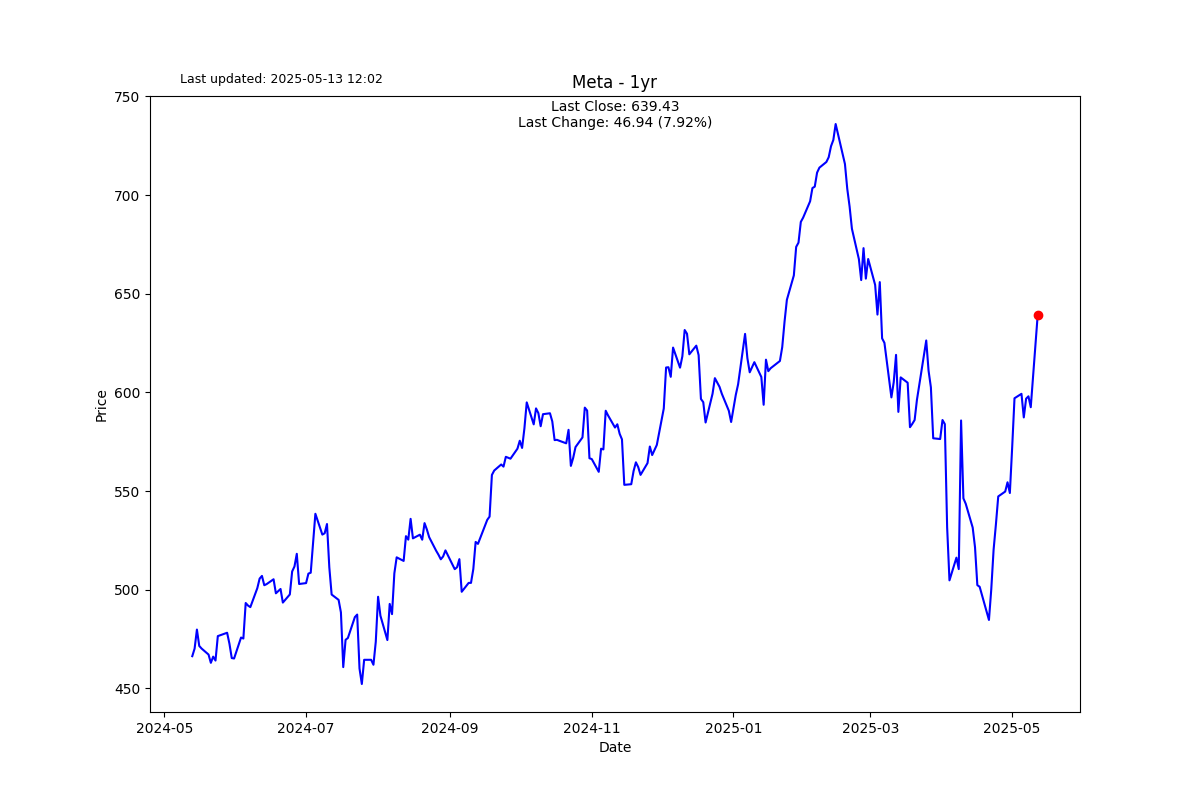 Last updated: 2025-05-13 12:02
Meta - 1yr
Last Close: 639.43
Last Change: 46.94 (7.92%)
750
700
650
600
550
500
450
Price
2024-05
2024-07
2024-09
2024-11
2025-01
2025-03
2025-05
Date